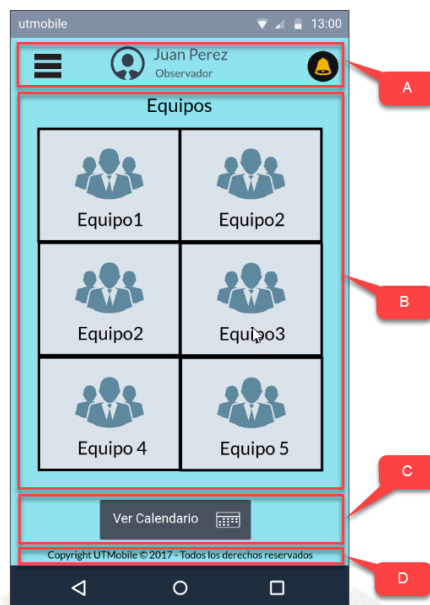 utmobile 13:00
Juan Perez
Observador
A
Equipos
Equipo1 Equipo2
B
Equipo2 Equipo3
Equipo 4 Equipo 5
C
Ver Calendario
Copyright UTMobile © 2017 - Todos los derechos reservados
D